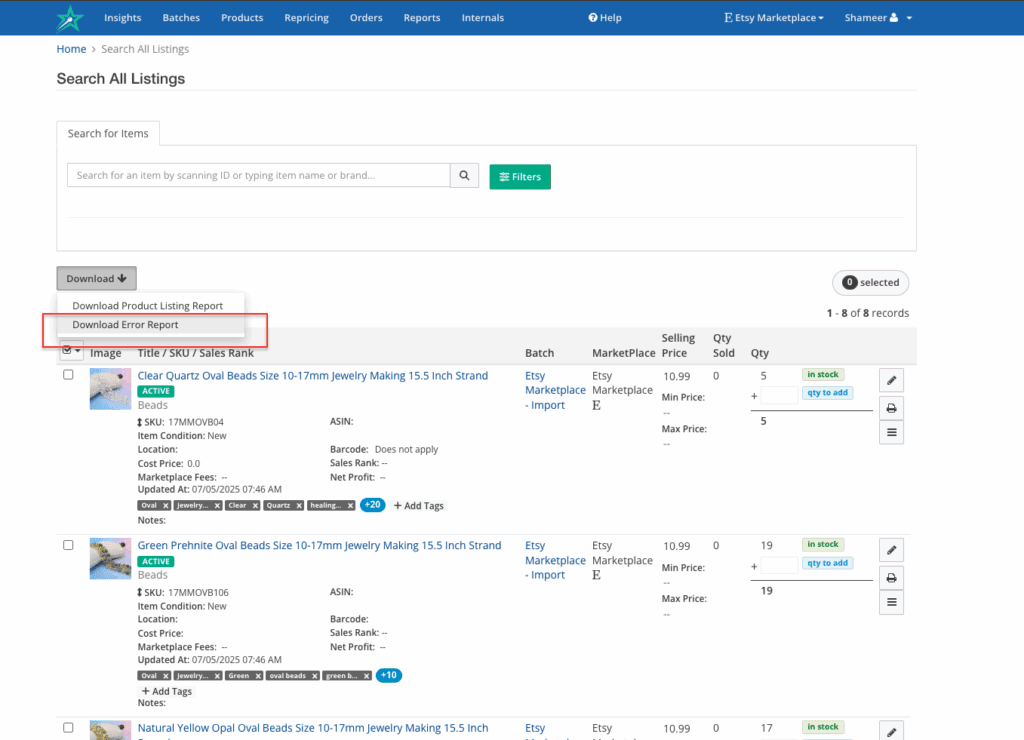 Insights Batches Products Repricing Orders Reports Internals Help E Etsy Marketplace Shameer
Home > Search All Listings
Search All Listings
Search for Items
Search for an item by scanning ID or typing item name or brand... Filters
Download
0 selected
Download Product Listing Report
Download Error Report
1 - 8 of 8 records
Image Title / SKU / Sales Rank Batch MarketPlace Selling Price Qty Sold Qty
Clear Quartz Oval Beads Size 10-17mm Jewelry Making 15.5 Inch Strand
ACTIVE
Beads
SKU: 17MMOVB04 ASIN:
Item Condition: New
Location: Barcode: Does not apply
Cost Price: 0.0 Sales Rank: --
Marketplace Fees: -- Net Profit: --
Updated At: 07/05/2025 07:46 AM
Oval x Jewelry... x Clear x Quartz x healing... x +20 + Add Tags
Notes:
Etsy Marketplace - Import
Etsy Marketplace
E
10.99
Min Price:
--
Max Price:
--
0
5 in stock
+ qty to add
5
Green Prehnite Oval Beads Size 10-17mm Jewelry Making 15.5 Inch Strand
ACTIVE
Beads
SKU: 17MMOVB106 ASIN:
Item Condition: New
Location: Barcode:
Cost Price: Sales Rank: --
Marketplace Fees: -- Net Profit: --
Updated At: 07/05/2025 07:46 AM
Oval x Jewelry... x Green x oval beads x green b... x +10
+ Add Tags
Notes:
Etsy Marketplace - Import
Etsy Marketplace
E
10.99
Min Price:
--
Max Price:
--
0
19 in stock
+ qty to add
19
Natural Yellow Opal Oval Beads Size 10-17mm Jewelry Making 15.5 Inch
Etsy
Etsy
10.99
0
17 in stock